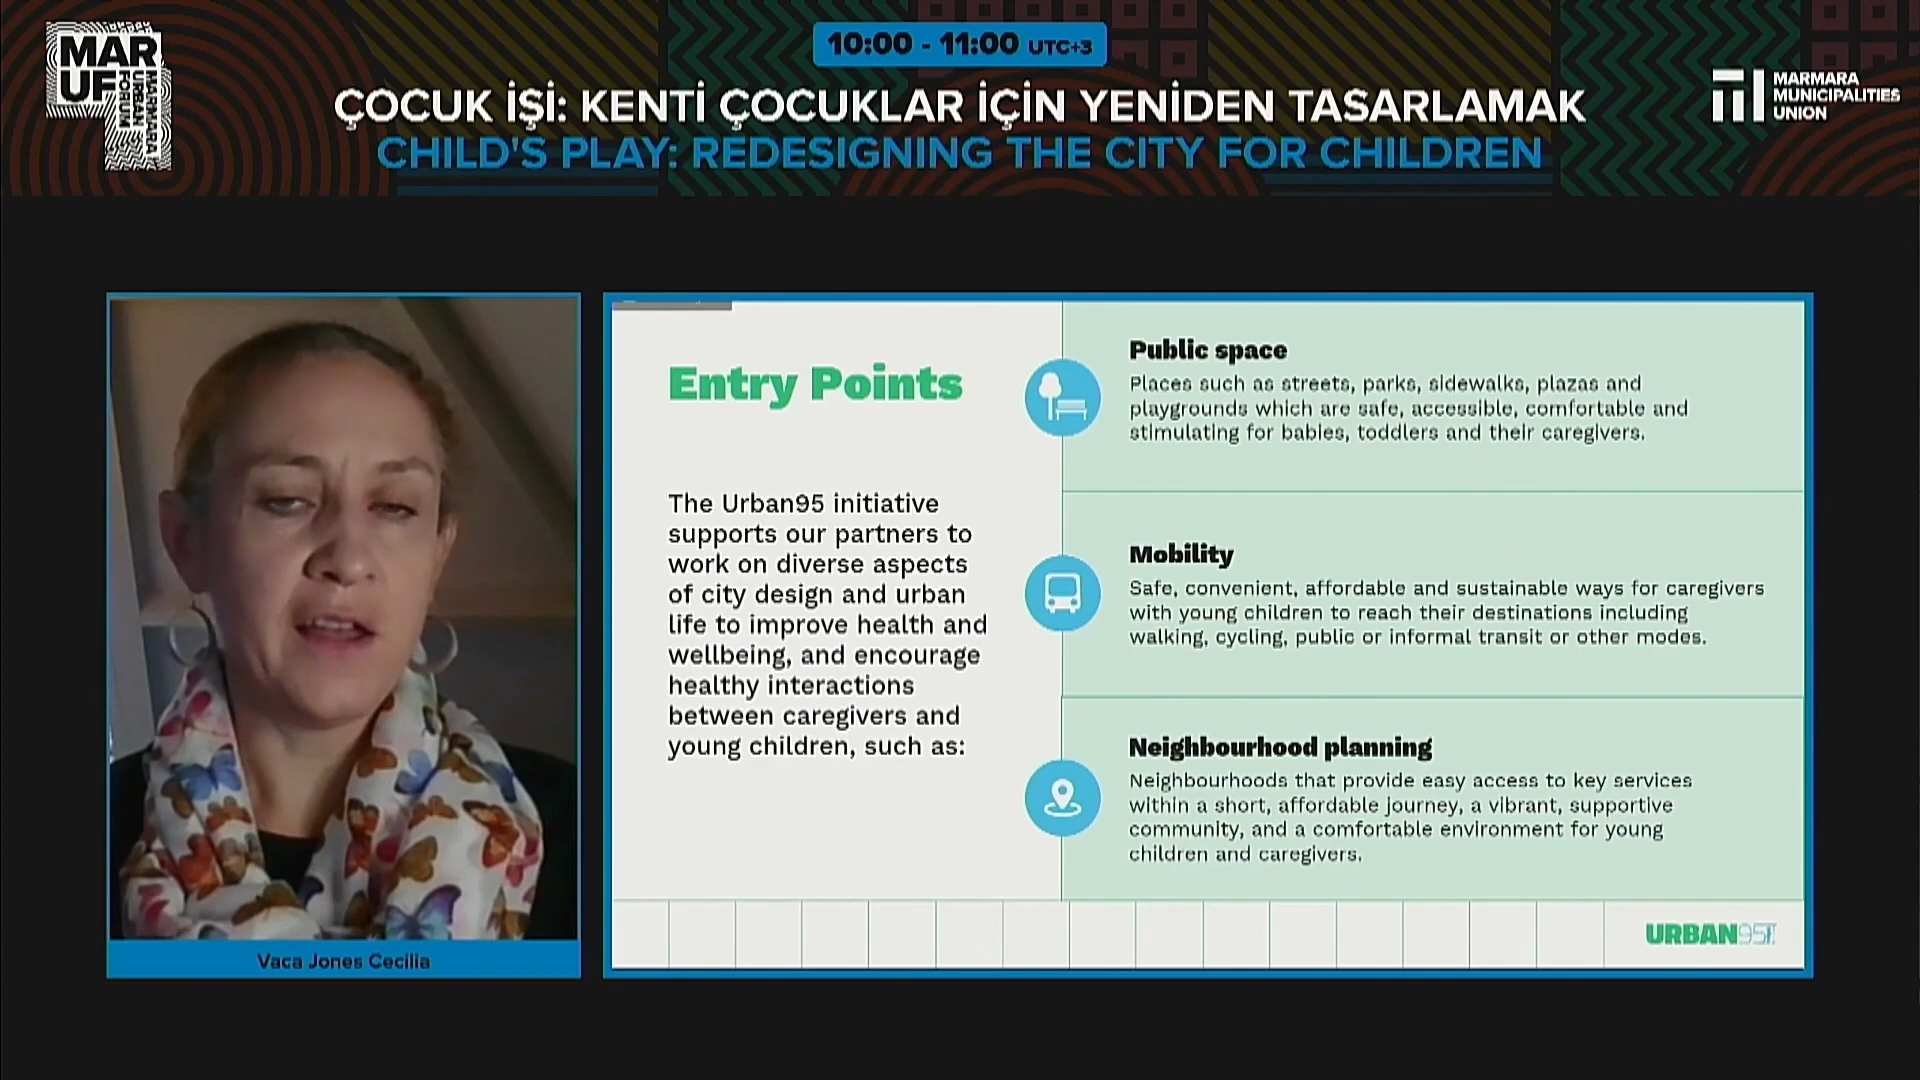 MAR
UF
MARMARA
URBAN
FORUM
10:00 - 11:00 UTC+3
ÇOCUK İŞİ: KENTİ ÇOCUKLAR İÇİN YENİDEN TASARLAMAK
CHILD'S PLAY: REDESIGNING THE CITY FOR CHILDREN
MARMARA
MUNICIPALITIES
UNION
Vaca Jones Cecilia
Entry Points
The Urban95 initiative
supports our partners to
work on diverse aspects
of city design and urban
life to improve health and
wellbeing, and encourage
healthy interactions
between caregivers and
young children, such as:
Public space
Places such as streets, parks, sidewalks, plazas and
playgrounds which are safe, accessible, comfortable and
stimulating for babies, toddlers and their caregivers.
Mobility
Safe, convenient, affordable and sustainable ways for caregivers
with young children to reach their destinations including
walking, cycling, public or informal transit or other modes.
Neighbourhood planning
Neighbourhoods that provide easy access to key services
within a short, affordable journey, a vibrant, supportive
community, and a comfortable environment for young
children and caregivers.
URBAN95